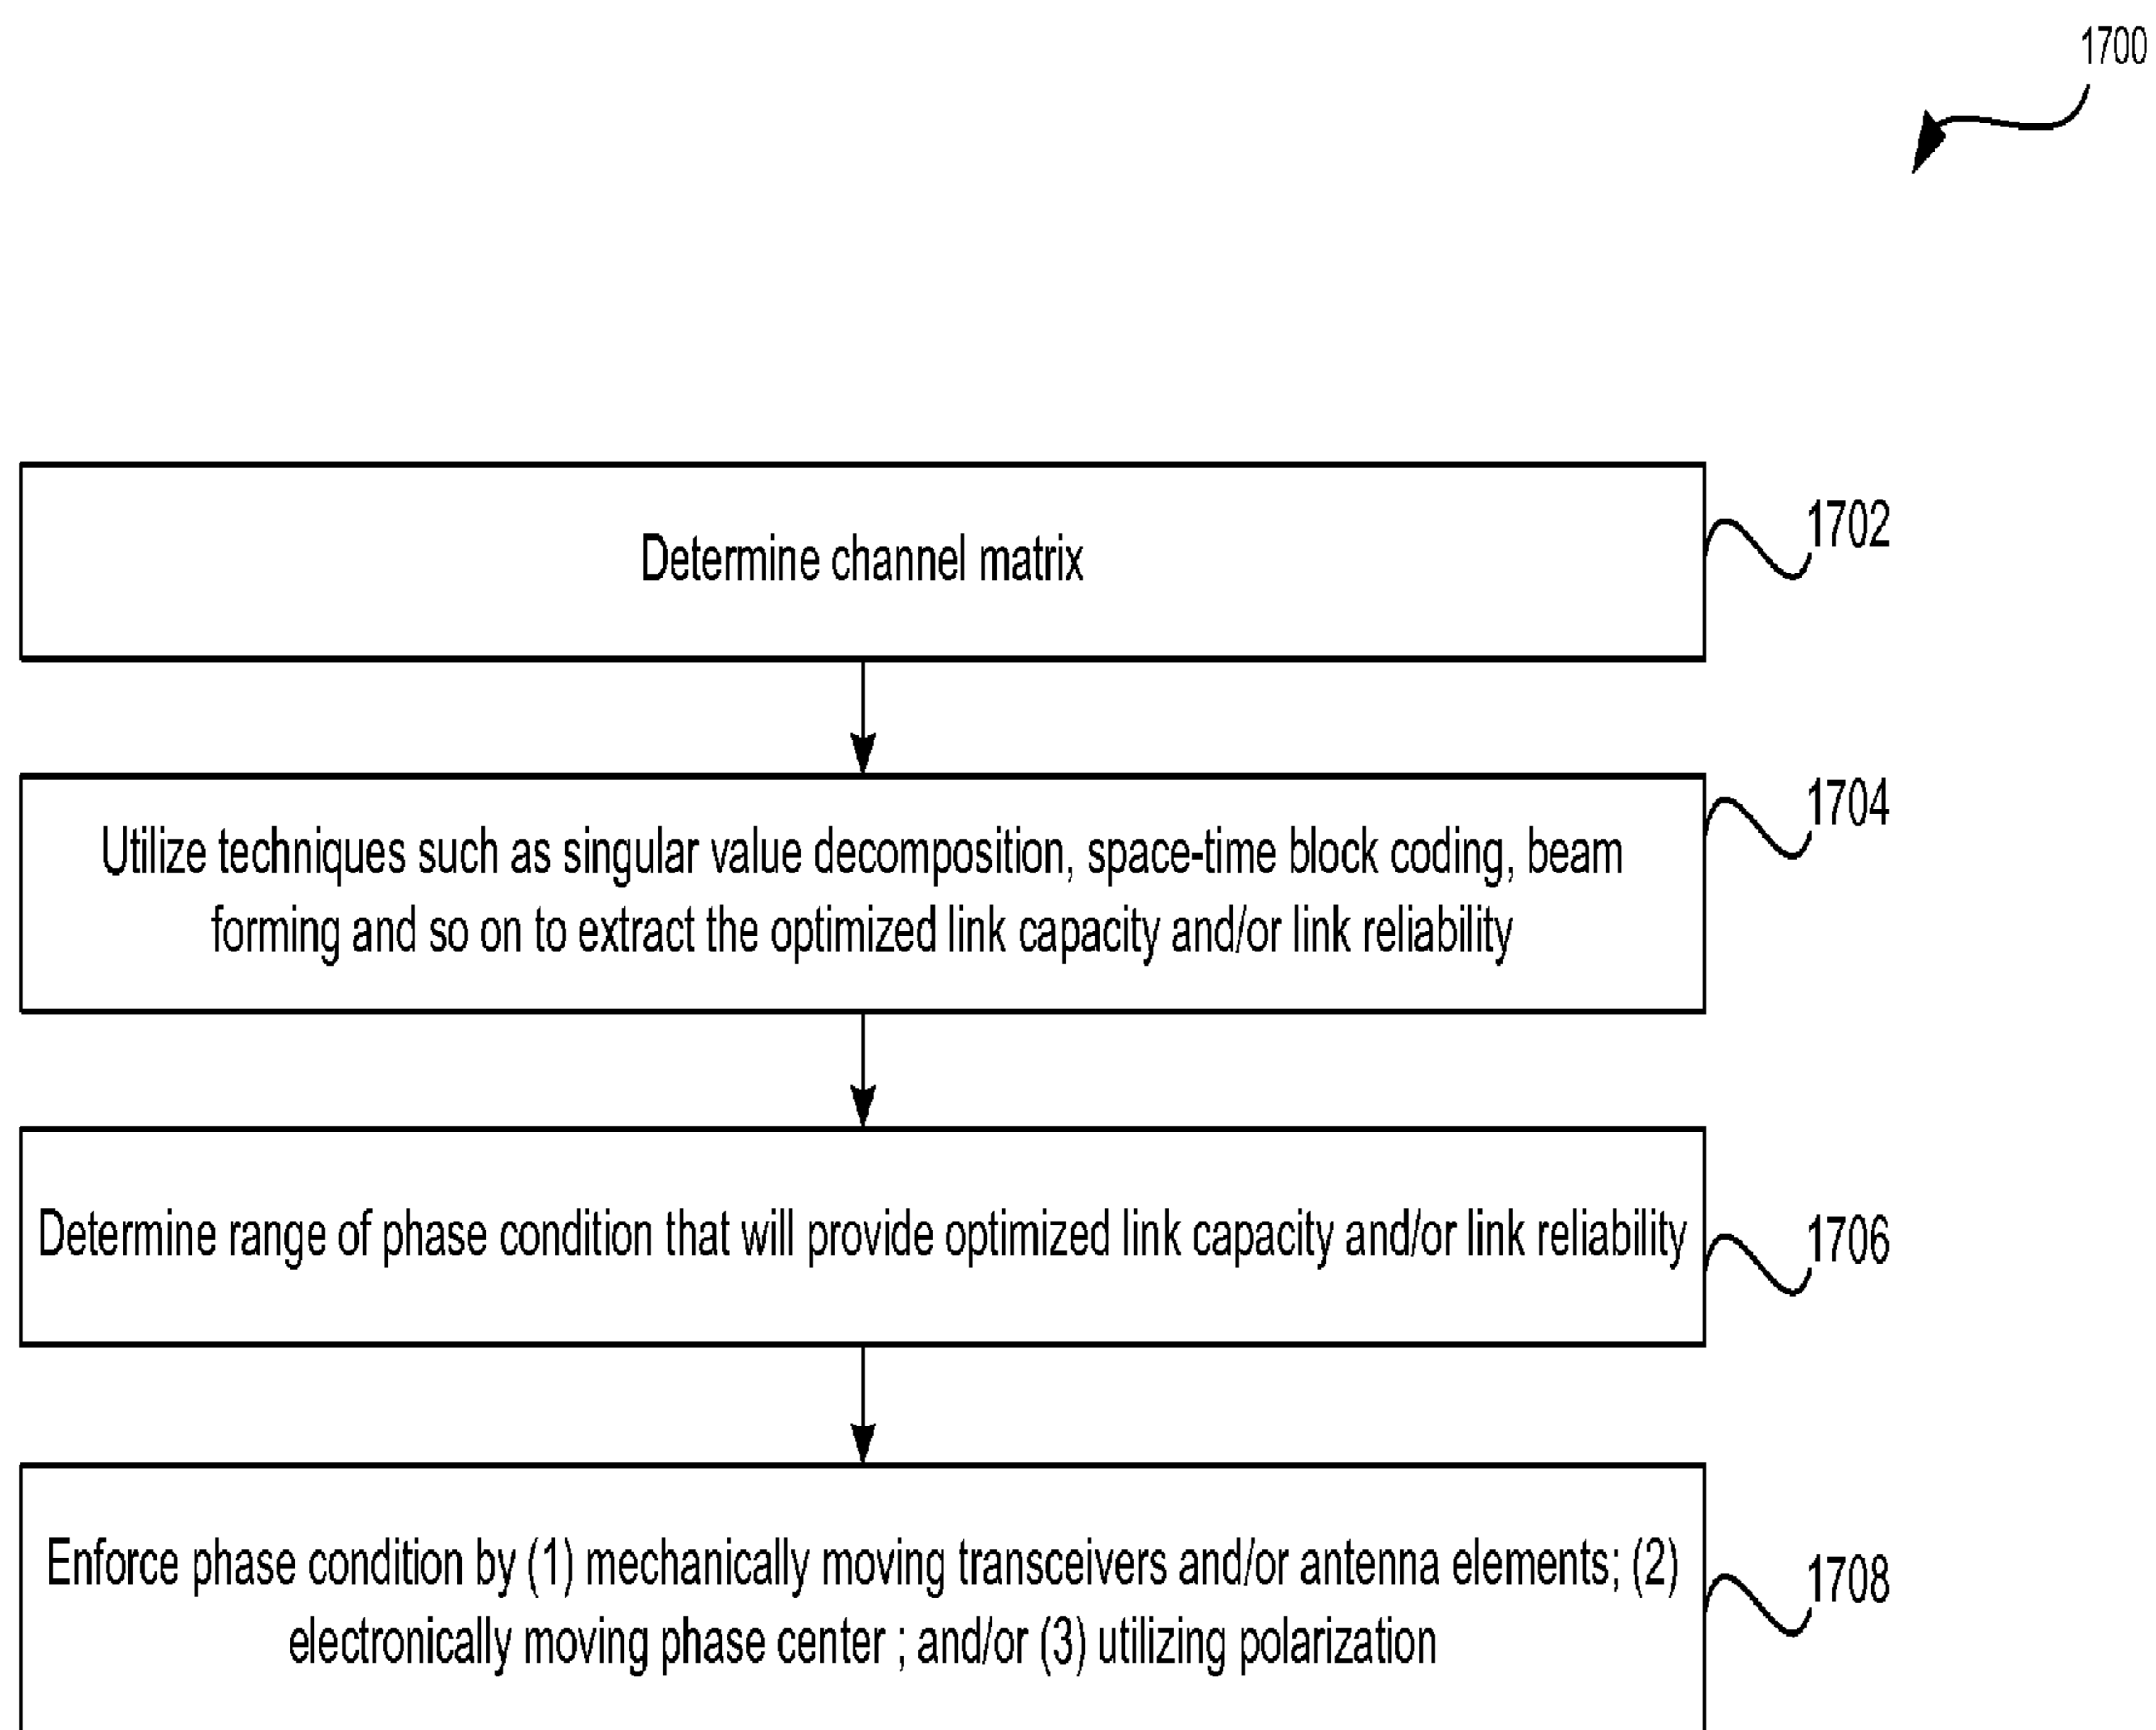 1700
Determine channel matrix
1702
Utilize techniques such as singular value decomposition, space-time block coding, beam
forming and so on to extract the optimized link capacity and/or link reliability
1704
Determine range of phase condition that will provide optimized link capacity and/or link reliability
1706
Enforce phase condition by (1) mechanically moving transceivers and/or antenna elements; (2)
electronically moving phase center ; and/or (3) utilizing polarization
1708